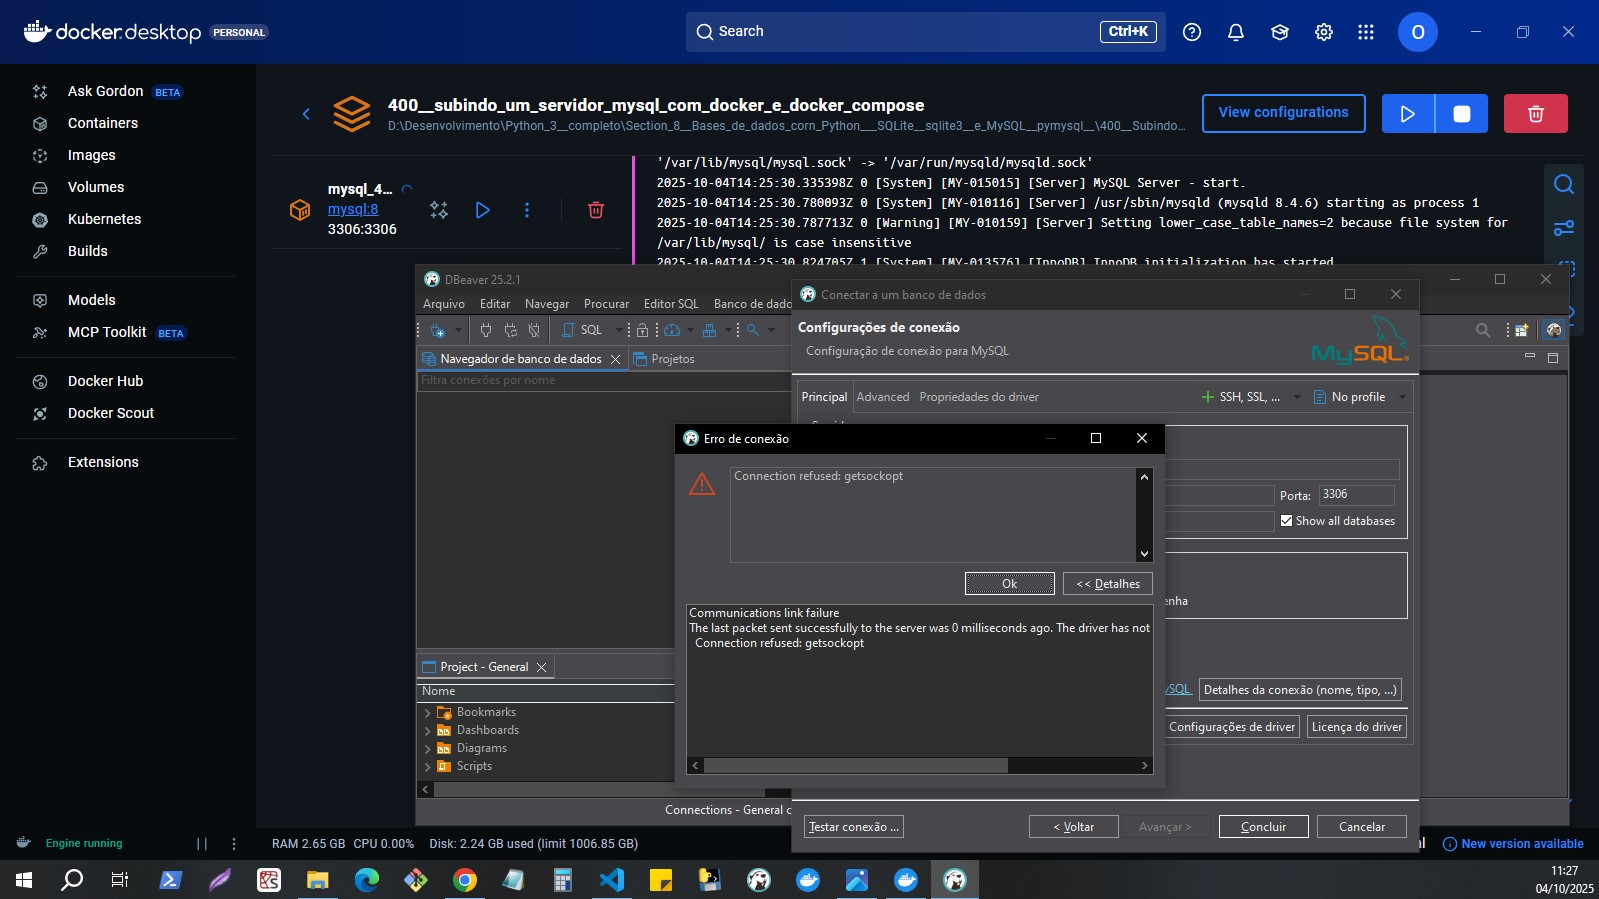 docker.desktop PERSONAL
Search
Ctrl+K
O
Ask Gordon BETA
Containers
Images
Volumes
Kubernetes
Builds
Models
MCP Toolkit BETA
Docker Hub
Docker Scout
Extensions
400__subindo_um_servidor_mysql_com_docker_e_docker_compose
D:\Desenvolvimento\Python_3__completo\Section_8__Bases_de_dados_corn_Python___SQLite__sqlite3__e_MySQL__pymysql__\400__Subindo...
View configurations
mysql_4...
mysql:8
3306:3306
'/var/lib/mysql/mysql.sock' -> '/var/run/mysqld/mysqld.sock'
2025-10-04T14:25:30.335398Z 0 [System] [MY-015015] [Server] MySQL Server - start.
2025-10-04T14:25:30.780093Z 0 [System] [MY-010116] [Server] /usr/sbin/mysqld (mysqld 8.4.6) starting as process 1
2025-10-04T14:25:30.787713Z 0 [Warning] [MY-010159] [Server] Setting lower_case_table_names=2 because file system for
/var/lib/mysql/ is case insensitive
2025-10-04T14:25:30.824705Z 1 [System] [MY-013576] [InnoDB] InnoDB initialization has started
DBeaver 25.2.1
Arquivo Editar Navegar Procurar Editor SQL Banco de dado
SQL
Navegador de banco de dados
Projetos
Filtra conexões por nome
Project - General
Nome
Bookmarks
Dashboards
Diagrams
Scripts
Connections - General c
Conectar a um banco de dados
Configurações de conexão
Configuração de conexão para MySQL
MySQL
Principal Advanced Propriedades do driver
SSH, SSL, ...
No profile
Porta: 3306
Show all databases
enha
ySQL
Detalhes da conexão (nome, tipo, ...)
Configurações de driver
Licença do driver
Testar conexão ...
< Voltar
Avançar >
Concluir
Cancelar
Erro de conexão
Connection refused: getsockopt
Ok
<< Detalhes
Communications link failure
The last packet sent successfully to the server was 0 milliseconds ago. The driver has not
Connection refused: getsockopt
Engine running
RAM 2.65 GB CPU 0.00% Disk: 2.24 GB used (limit 1006.85 GB)
al
New version available
11:27
04/10/2025